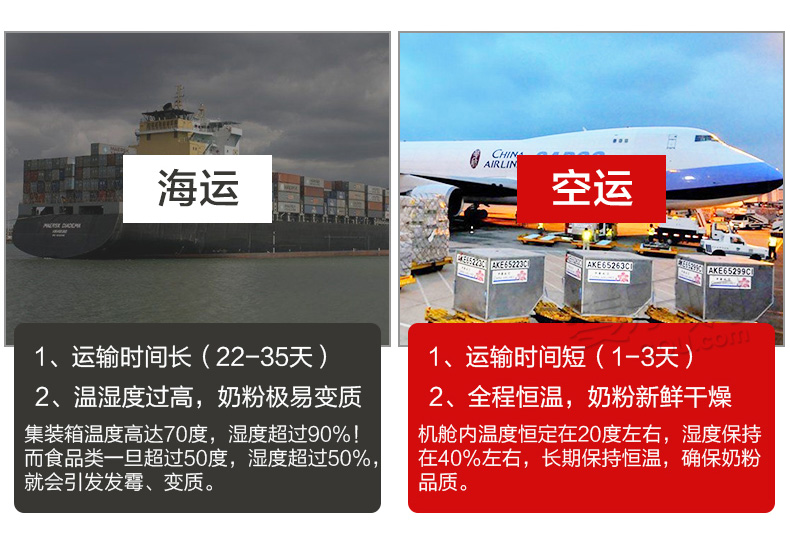 海运
空运
CHINA
AIRLINES
CARGO
AKE65223CI
AKE65263CI
AKE65299CI
1、运输时间长（22-35天）
2、温湿度过高，奶粉极易变质
集装箱温度高达70度，湿度超过90%！
而食品类一旦超过50度，湿度超过50%，
就会引发发霉、变质。
1、运输时间短（1-3天）
2、全程恒温，奶粉新鲜干燥
机舱内温度恒定在20度左右，湿度保持
在40%左右，长期保持恒温，确保奶粉
品质。